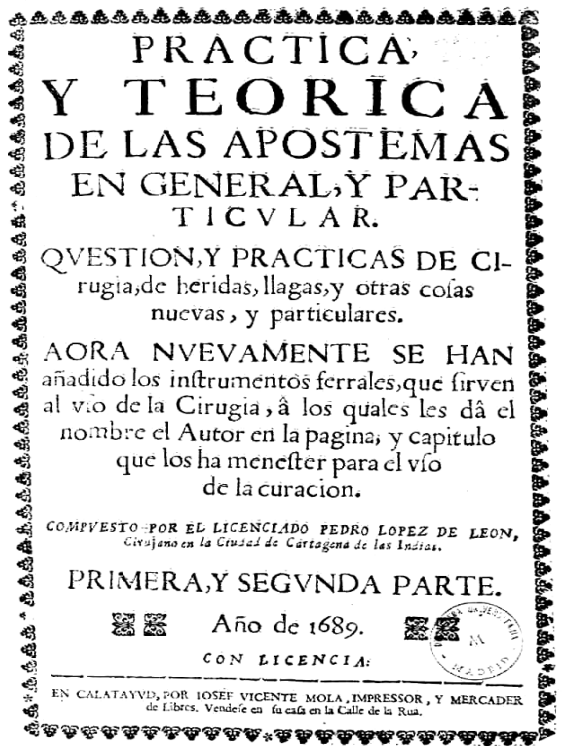 PRACTICA,
Y TEORICA
DE LAS APOSTEMAS
EN GENERAL, Y PAR-
TICVLAR.
QVESTION, Y PRACTICAS DE CI-
rugia, de heridas, llagas, y otras coſas
nuevas, y particulares.
AORA NVEVAMENTE SE HAN
añadido los inſtrumentos ferrales, que ſirven
al vſo de la Cirugia, â los quales les dâ el
nombre el Autor en la pagina, y capitulo
que los ha meneſter para el vſo
de la curacion.
COMPVESTO POR EL LICENCIADO PEDRO LOPEZ DE LEON,
Cirujano en la Ciudad de Cartagena de las Indias.
PRIMERA, Y SEGVNDA PARTE.
Año de 1689.
CON LICENCIA:
EN CALATAYVD, POR IOSEF VICENTE MOLA, IMPRESSOR, Y MERCADER
de Libros. Vendeſe en ſu caſa en la Calle de la Rua.
MADRID